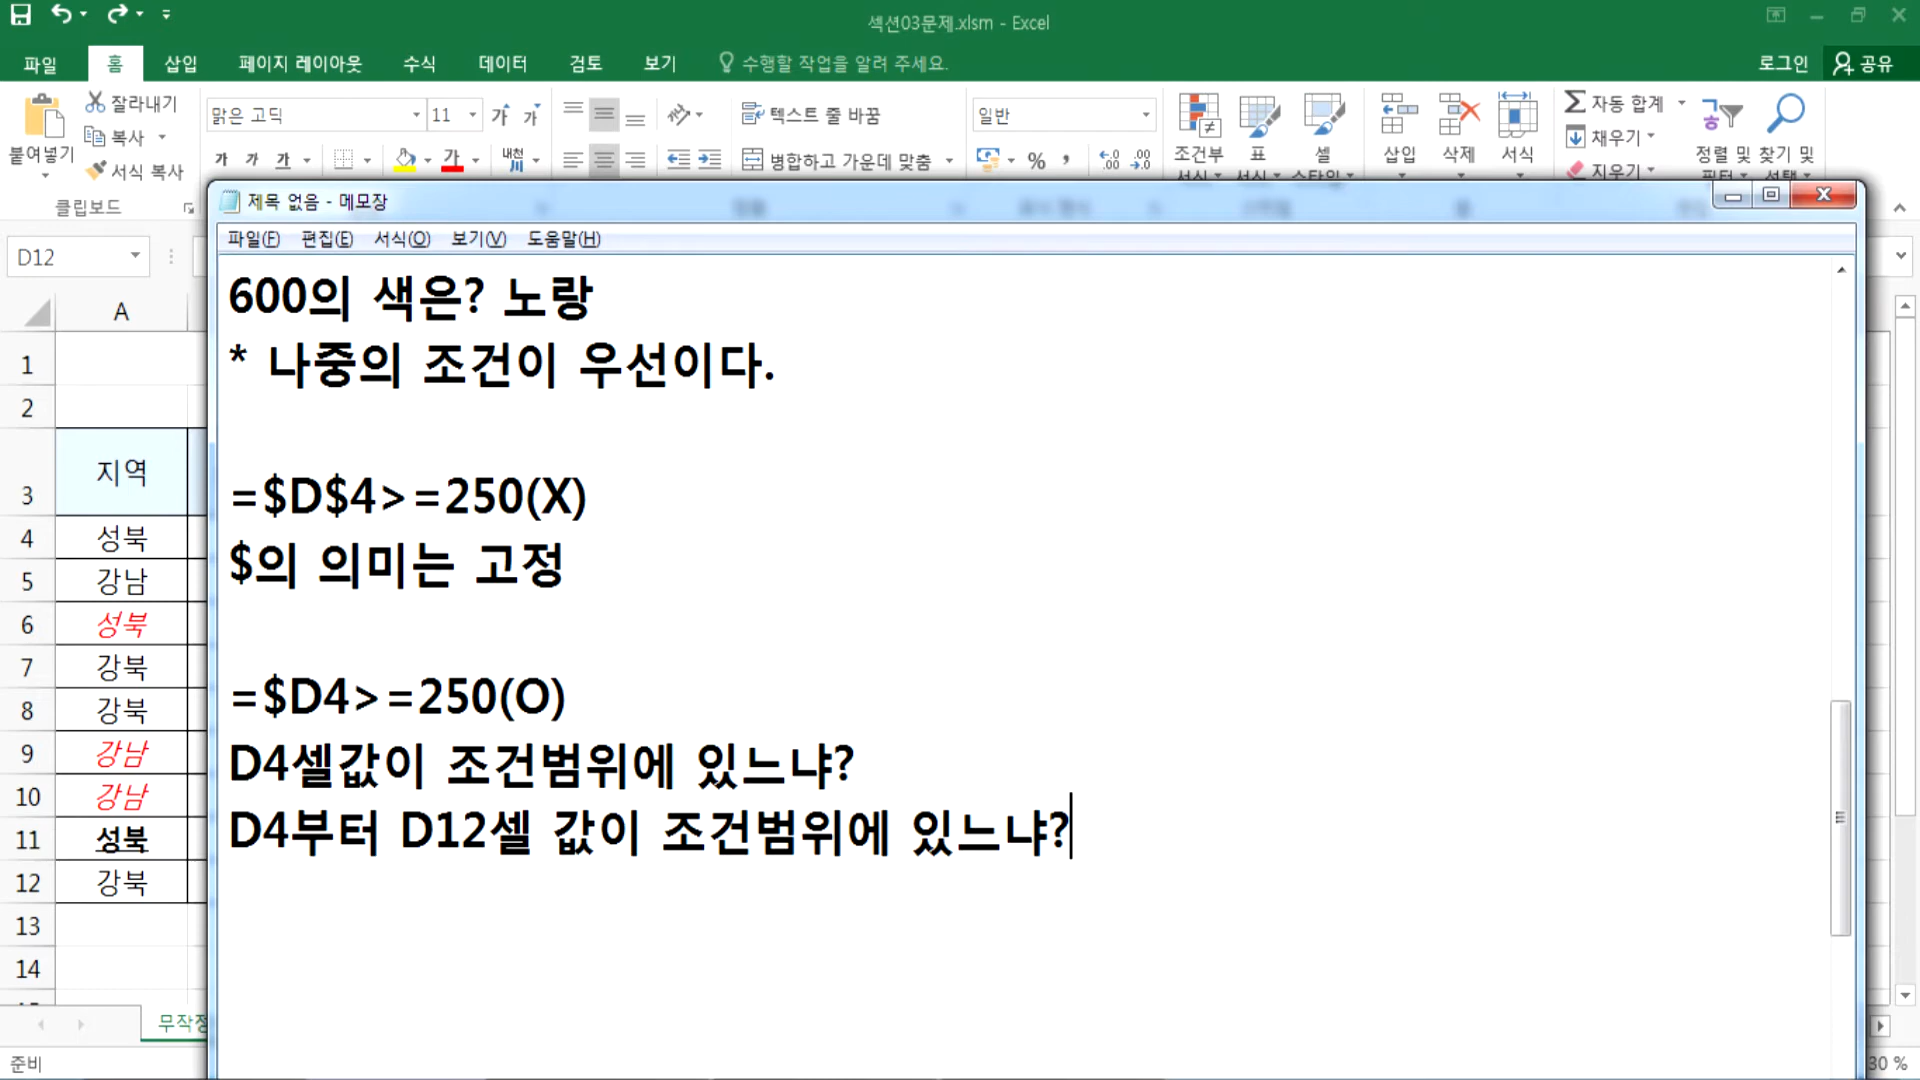 섹션03문제.xlsm - Excel
파일 홈 삽입 페이지 레이아웃 수식 데이터 검토 보기 수행할 작업을 알려 주세요. 로그인 공유
붙여넣기 잘라내기 복사 서식 복사
클립보드
맑은 고딕 11 가 가
가 가 가 가 내천
텍스트 줄 바꿈
병합하고 가운데 맞춤
일반
% ,
조건부 표 셀
삽입 삭제 서식
자동 합계
채우기
지우기
정렬 및 찾기 및
D12
제목 없음 - 메모장
파일(F) 편집(E) 서식(O) 보기(V) 도움말(H)
600의 색은? 노랑
* 나중의 조건이 우선이다.
=$D$4>=250(X)
$의 의미는 고정
=$D4>=250(O)
D4셀값이 조건범위에 있느냐?
D4부터 D12셀 값이 조건범위에 있느냐?
A
1
2
3 지역
4 성북
5 강남
6 성북
7 강북
8 강북
9 강남
10 강남
11 성북
12 강북
13
14
준비